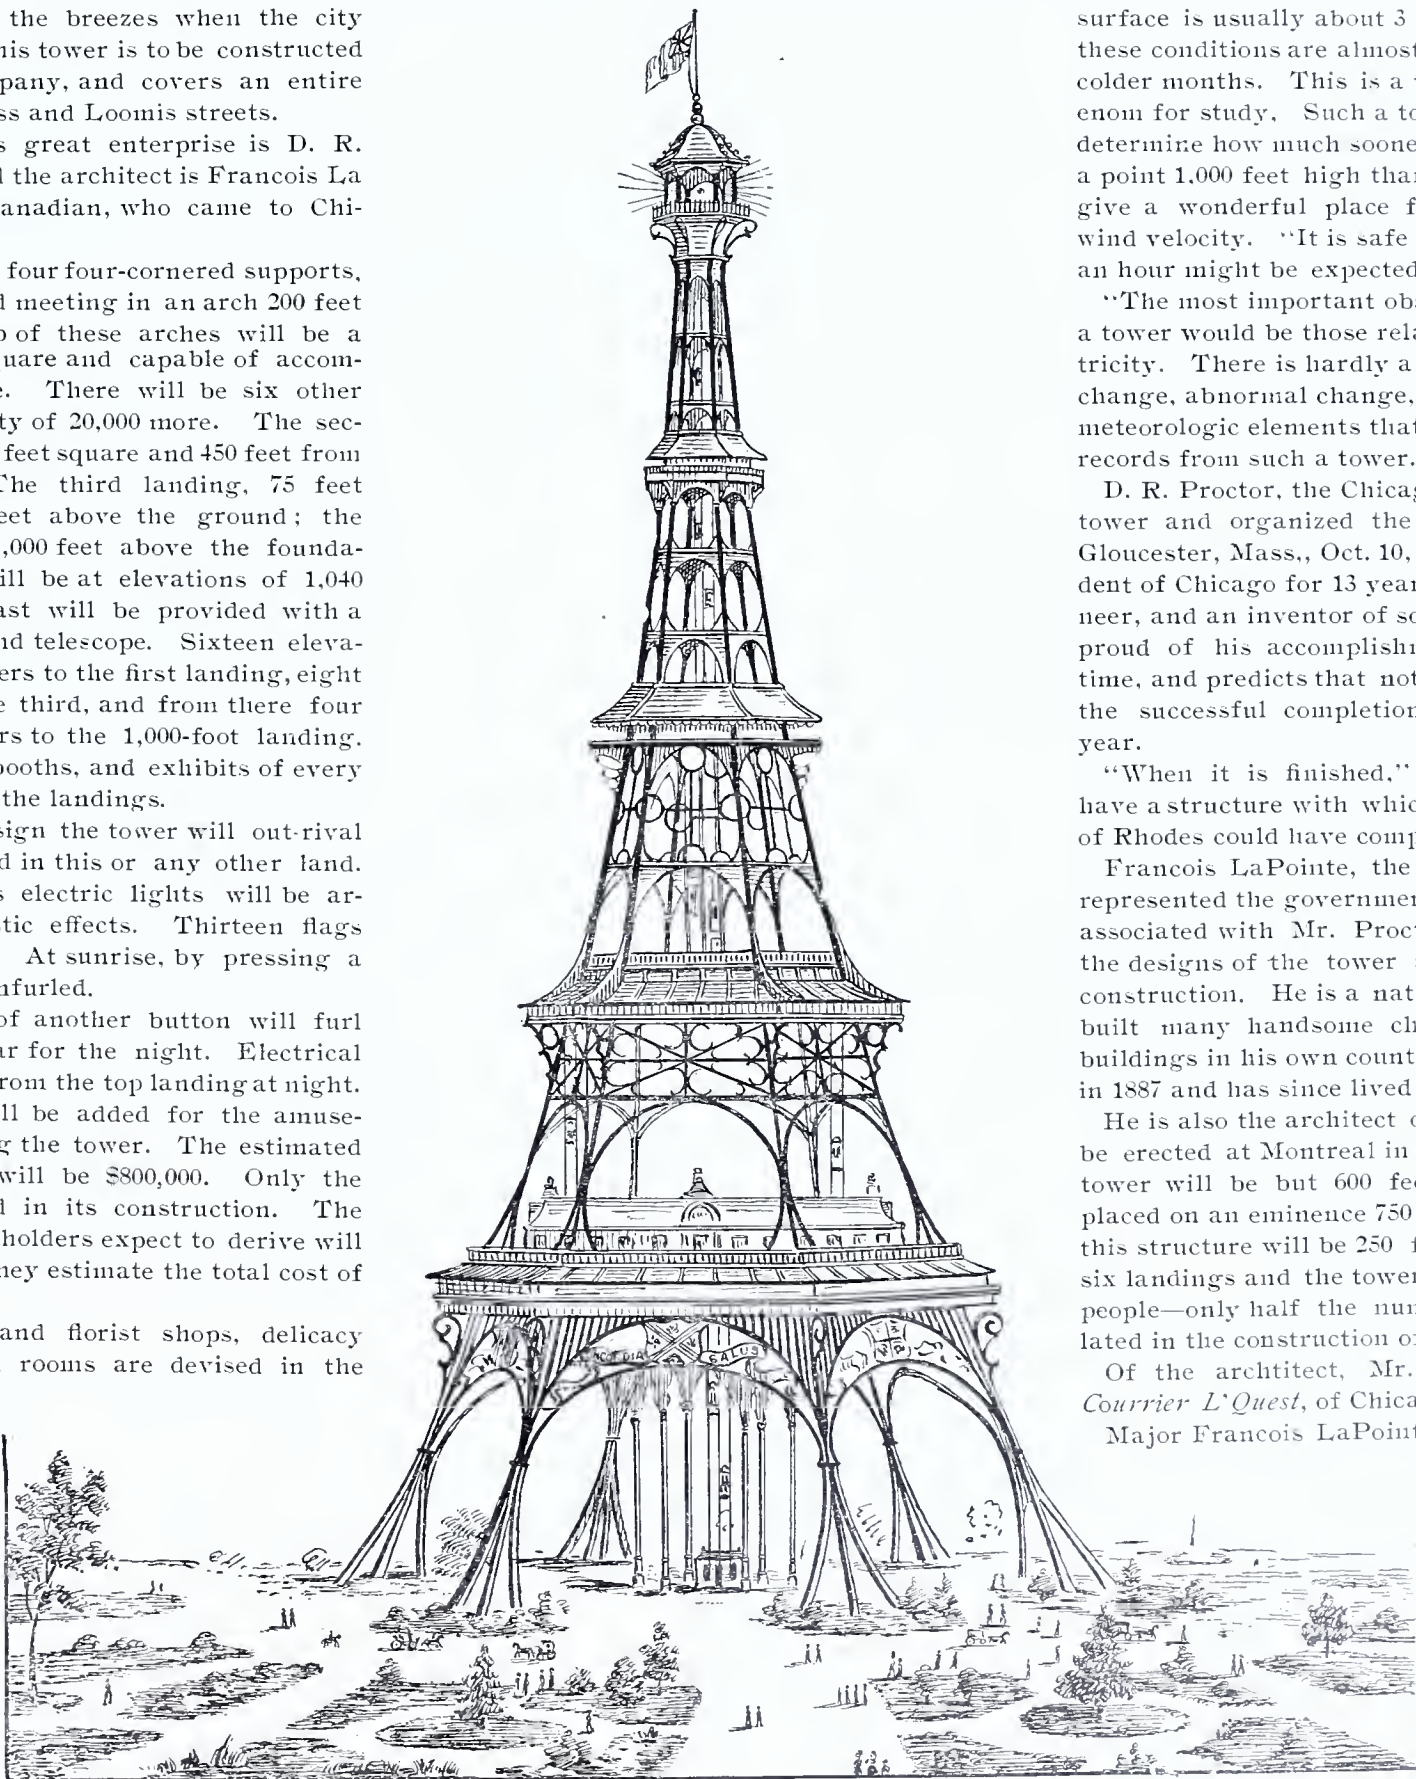 the breezes when the city
his tower is to be constructed
pany, and covers an entire
ss and Loomis streets.
s great enterprise is D. R.
l the architect is Francois La
anadian, who came to Chi-
four four-cornered supports,
d meeting in an arch 200 feet
p of these arches will be a
uare and capable of accom-
e. There will be six other
ty of 20,000 more. The sec-
feet square and 450 feet from
The third landing, 75 feet
eet above the ground; the
,000 feet above the founda-
ill be at elevations of 1,040
ast will be provided with a
nd telescope. Sixteen eleva-
ers to the first landing, eight
e third, and from there four
rs to the 1,000-foot landing.
ooths, and exhibits of every
the landings.
sign the tower will out-rival
d in this or any other land.
s electric lights will be ar-
tic effects. Thirteen flags
At sunrise, by pressing a
nfurled.
of another button will furl
ar for the night. Electrical
rom the top landing at night.
ll be added for the amuse-
g the tower. The estimated
will be $800,000. Only the
d in its construction. The
holders expect to derive will
hey estimate the total cost of
and florist shops, delicacy
rooms are devised in the
SALUS
surface is usually about 3
these conditions are almost
colder months. This is a
enom for study. Such a to
determine how much soone
a point 1,000 feet high than
give a wonderful place f
wind velocity. "It is safe
an hour might be expected
"The most important obs
a tower would be those rela
tricity. There is hardly a
change, abnormal change,
meteorologic elements that
records from such a tower.
D. R. Proctor, the Chicag
tower and organized the
Gloucester, Mass., Oct. 10,
dent of Chicago for 13 year
neer, and an inventor of so
proud of his accomplishm
time, and predicts that not
the successful completion
year.
"When it is finished,"
have a structure with whic
of Rhodes could have comp
Francois LaPointe, the
represented the governmen
associated with Mr. Proct
the designs of the tower
construction. He is a nat
built many handsome ch
buildings in his own count
in 1887 and has since lived
He is also the architect o
be erected at Montreal in
tower will be but 600 fee
placed on an eminence 750
this structure will be 250 f
six landings and the tower
people—only half the num
lated in the construction of
Of the archtitect, Mr.
Courrier L'Quest, of Chica
Major Francois LaPoint